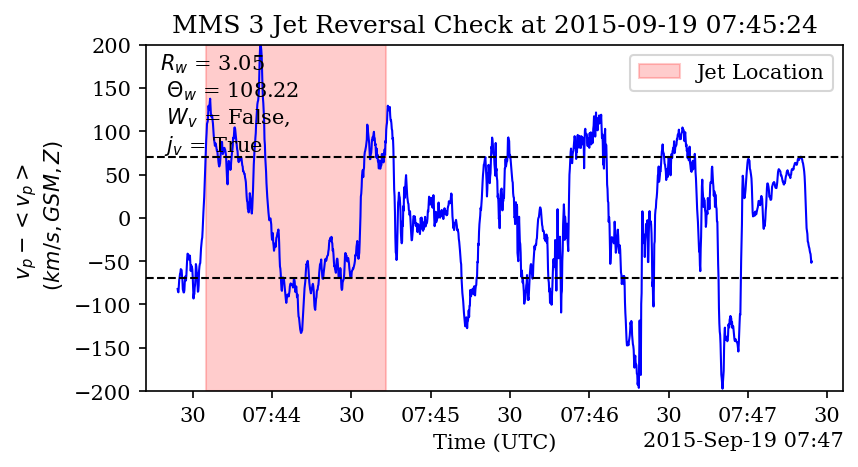 MMS 3 Jet Reversal Check at 2015-09-19 07:45:24
R_w = 3.05
Θ_w = 108.22
W_v = False,
j_v = True
Jet Location
v_p − < v_p >
(km/s, GSM, Z)
200
150
100
50
0
−50
−100
−150
−200
30 07:44 30 07:45 30 07:46 30 07:47 30
Time (UTC)
2015-Sep-19 07:47